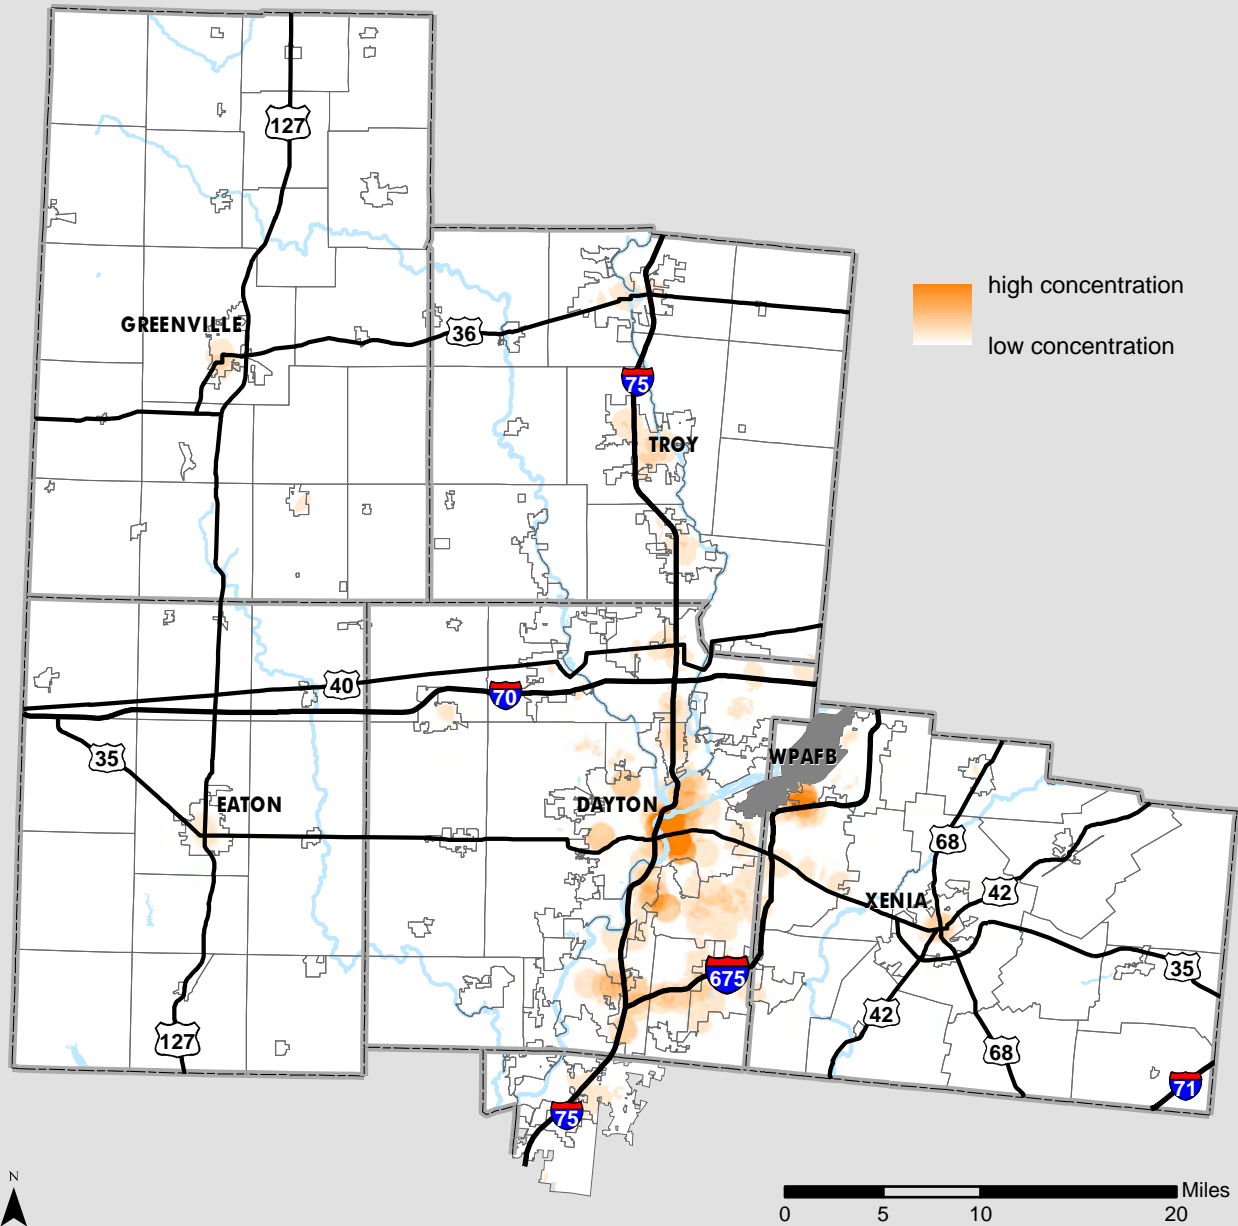 127
high concentration
GREENVILLE
36
low concentration
75
TROY
40
70
35
WPAFB
EATON
DAYTON
68
42
XENIA
35
675
42
127
68
71
75
N
Miles
0 5 10 20